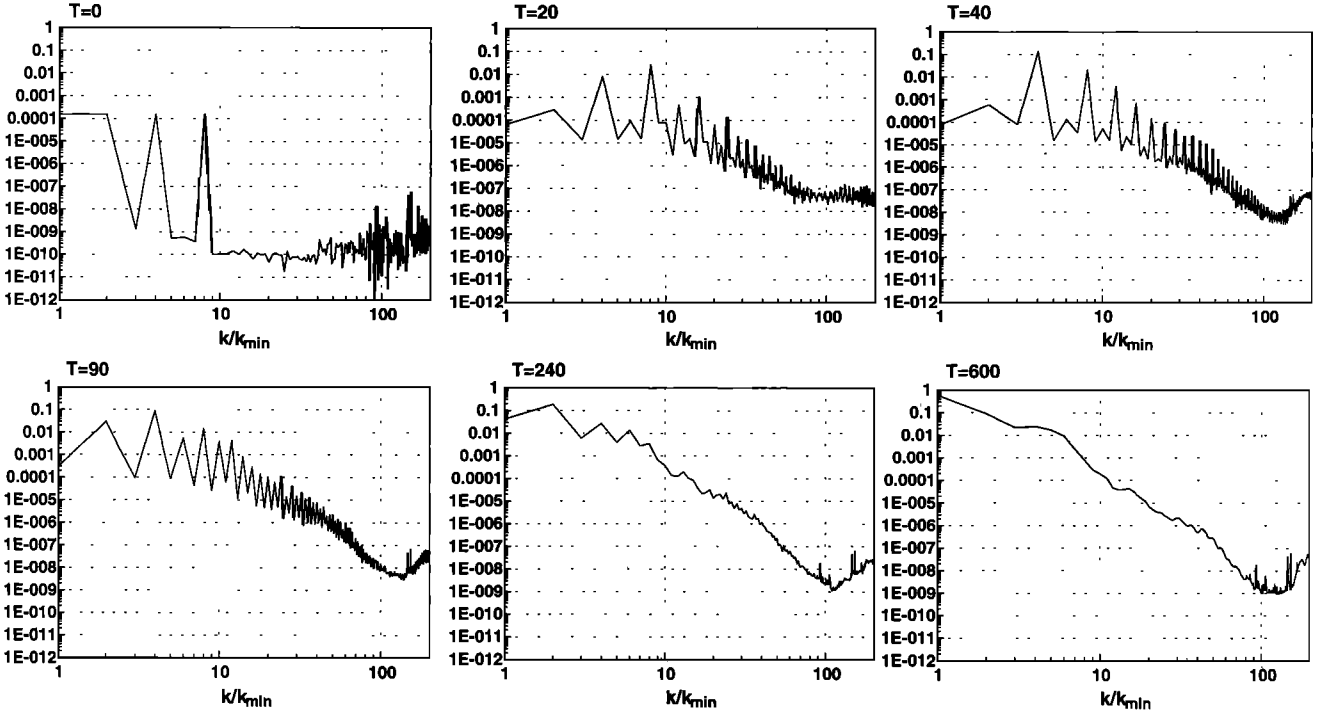 T=0
1
0.1
0.01
0.001
0.0001
1E-005
1E-006
1E-007
1E-008
1E-009
1E-010
1E-011
1E-012
1 10 100
k/kmin
T=20
1
0.1
0.01
0.001
0.0001
1E-005
1E-006
1E-007
1E-008
1E-009
1E-010
1E-011
1E-012
1 10 100
k/kmin
T=40
1
0.1
0.01
0.001
0.0001
1E-005
1E-006
1E-007
1E-008
1E-009
1E-010
1E-011
1E-012
1 10 100
k/kmin
T=90
1
0.1
0.01
0.001
0.0001
1E-005
1E-006
1E-007
1E-008
1E-009
1E-010
1E-011
1E-012
1 10 100
k/kmin
T=240
1
0.1
0.01
0.001
0.0001
1E-005
1E-006
1E-007
1E-008
1E-009
1E-010
1E-011
1E-012
1 10 100
k/kmin
T=600
1
0.1
0.01
0.001
0.0001
1E-005
1E-006
1E-007
1E-008
1E-009
1E-010
1E-011
1E-012
1 10 100
k/kmin